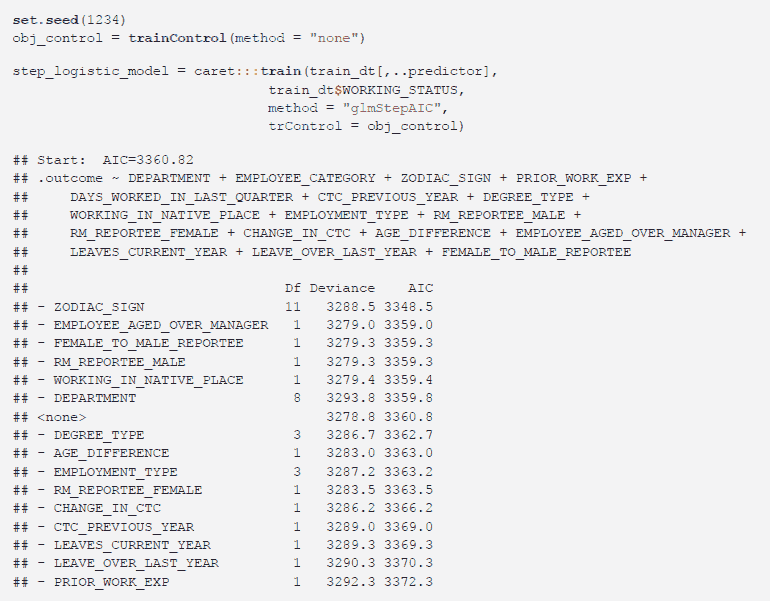 set.seed(1234)
obj_control = trainControl(method = "none")
step_logistic_model = caret:::train(train_dt[,..predictor],
train_dt$WORKING_STATUS,
method = "glmStepAIC",
trControl = obj_control)
## Start:  AIC=3360.82
## .outcome ~ DEPARTMENT + EMPLOYEE_CATEGORY + ZODIAC_SIGN + PRIOR_WORK_EXP +
##     DAYS_WORKED_IN_LAST_QUARTER + CTC_PREVIOUS_YEAR + DEGREE_TYPE +
##     WORKING_IN_NATIVE_PLACE + EMPLOYMENT_TYPE + RM_REPORTEE_MALE +
##     RM_REPORTEE_FEMALE + CHANGE_IN_CTC + AGE_DIFFERENCE + EMPLOYEE_AGED_OVER_MANAGER +
##     LEAVES_CURRENT_YEAR + LEAVE_OVER_LAST_YEAR + FEMALE_TO_MALE_REPORTEE
##
##                               Df Deviance    AIC
## - ZODIAC_SIGN                 11   3288.5 3348.5
## - EMPLOYEE_AGED_OVER_MANAGER   1   3279.0 3359.0
## - FEMALE_TO_MALE_REPORTEE      1   3279.3 3359.3
## - RM_REPORTEE_MALE             1   3279.3 3359.3
## - WORKING_IN_NATIVE_PLACE      1   3279.4 3359.4
## - DEPARTMENT                   8   3293.8 3359.8
## <none>                             3278.8 3360.8
## - DEGREE_TYPE                  3   3286.7 3362.7
## - AGE_DIFFERENCE               1   3283.0 3363.0
## - EMPLOYMENT_TYPE              3   3287.2 3363.2
## - RM_REPORTEE_FEMALE           1   3283.5 3363.5
## - CHANGE_IN_CTC                1   3286.2 3366.2
## - CTC_PREVIOUS_YEAR            1   3289.0 3369.0
## - LEAVES_CURRENT_YEAR          1   3289.3 3369.3
## - LEAVE_OVER_LAST_YEAR         1   3290.3 3370.3
## - PRIOR_WORK_EXP               1   3292.3 3372.3